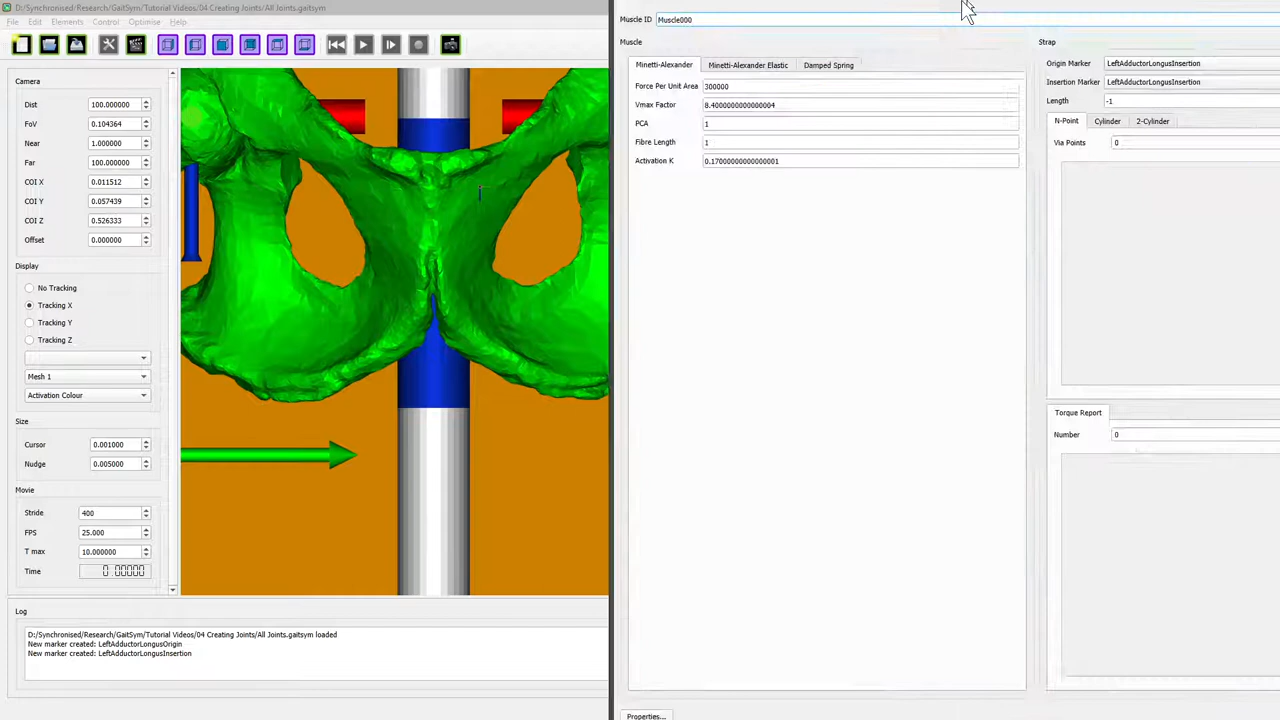 D:/Synchronised/Research/GaitSym/Tutorial Videos/04 Creating Joints/All Joints.gaitsym
File Edit Elements Control Optimise Help
Camera
Dist 100.000000
FoV 0.104364
Near 1.000000
Far 100.000000
COI X 0.011512
COI Y 0.057439
COI Z 0.526333
Offset 0.000000
Display
No Tracking
Tracking X
Tracking Y
Tracking Z
Mesh 1
Activation Colour
Size
Cursor 0.001000
Nudge 0.005000
Movie
Stride 400
FPS 25.000
T max 10.000000
Time 0 00000
Log
D:/Synchronised/Research/GaitSym/Tutorial Videos/04 Creating Joints/All Joints.gaitsym loaded
New marker created: LeftAdductorLongusOrigin
New marker created: LeftAdductorLongusInsertion
Muscle ID Muscle000
Muscle
Minetti-Alexander Minetti-Alexander Elastic Damped Spring
Force Per Unit Area 300000
Vmax Factor 8.4000000000000004
PCA 1
Fibre Length 1
Activation K 0.17000000000000001
Properties...
Strap
Origin Marker LeftAdductorLongusInsertion
Insertion Marker LeftAdductorLongusInsertion
Length -1
N-Point Cylinder 2-Cylinder
Via Points 0
Torque Report
Number 0